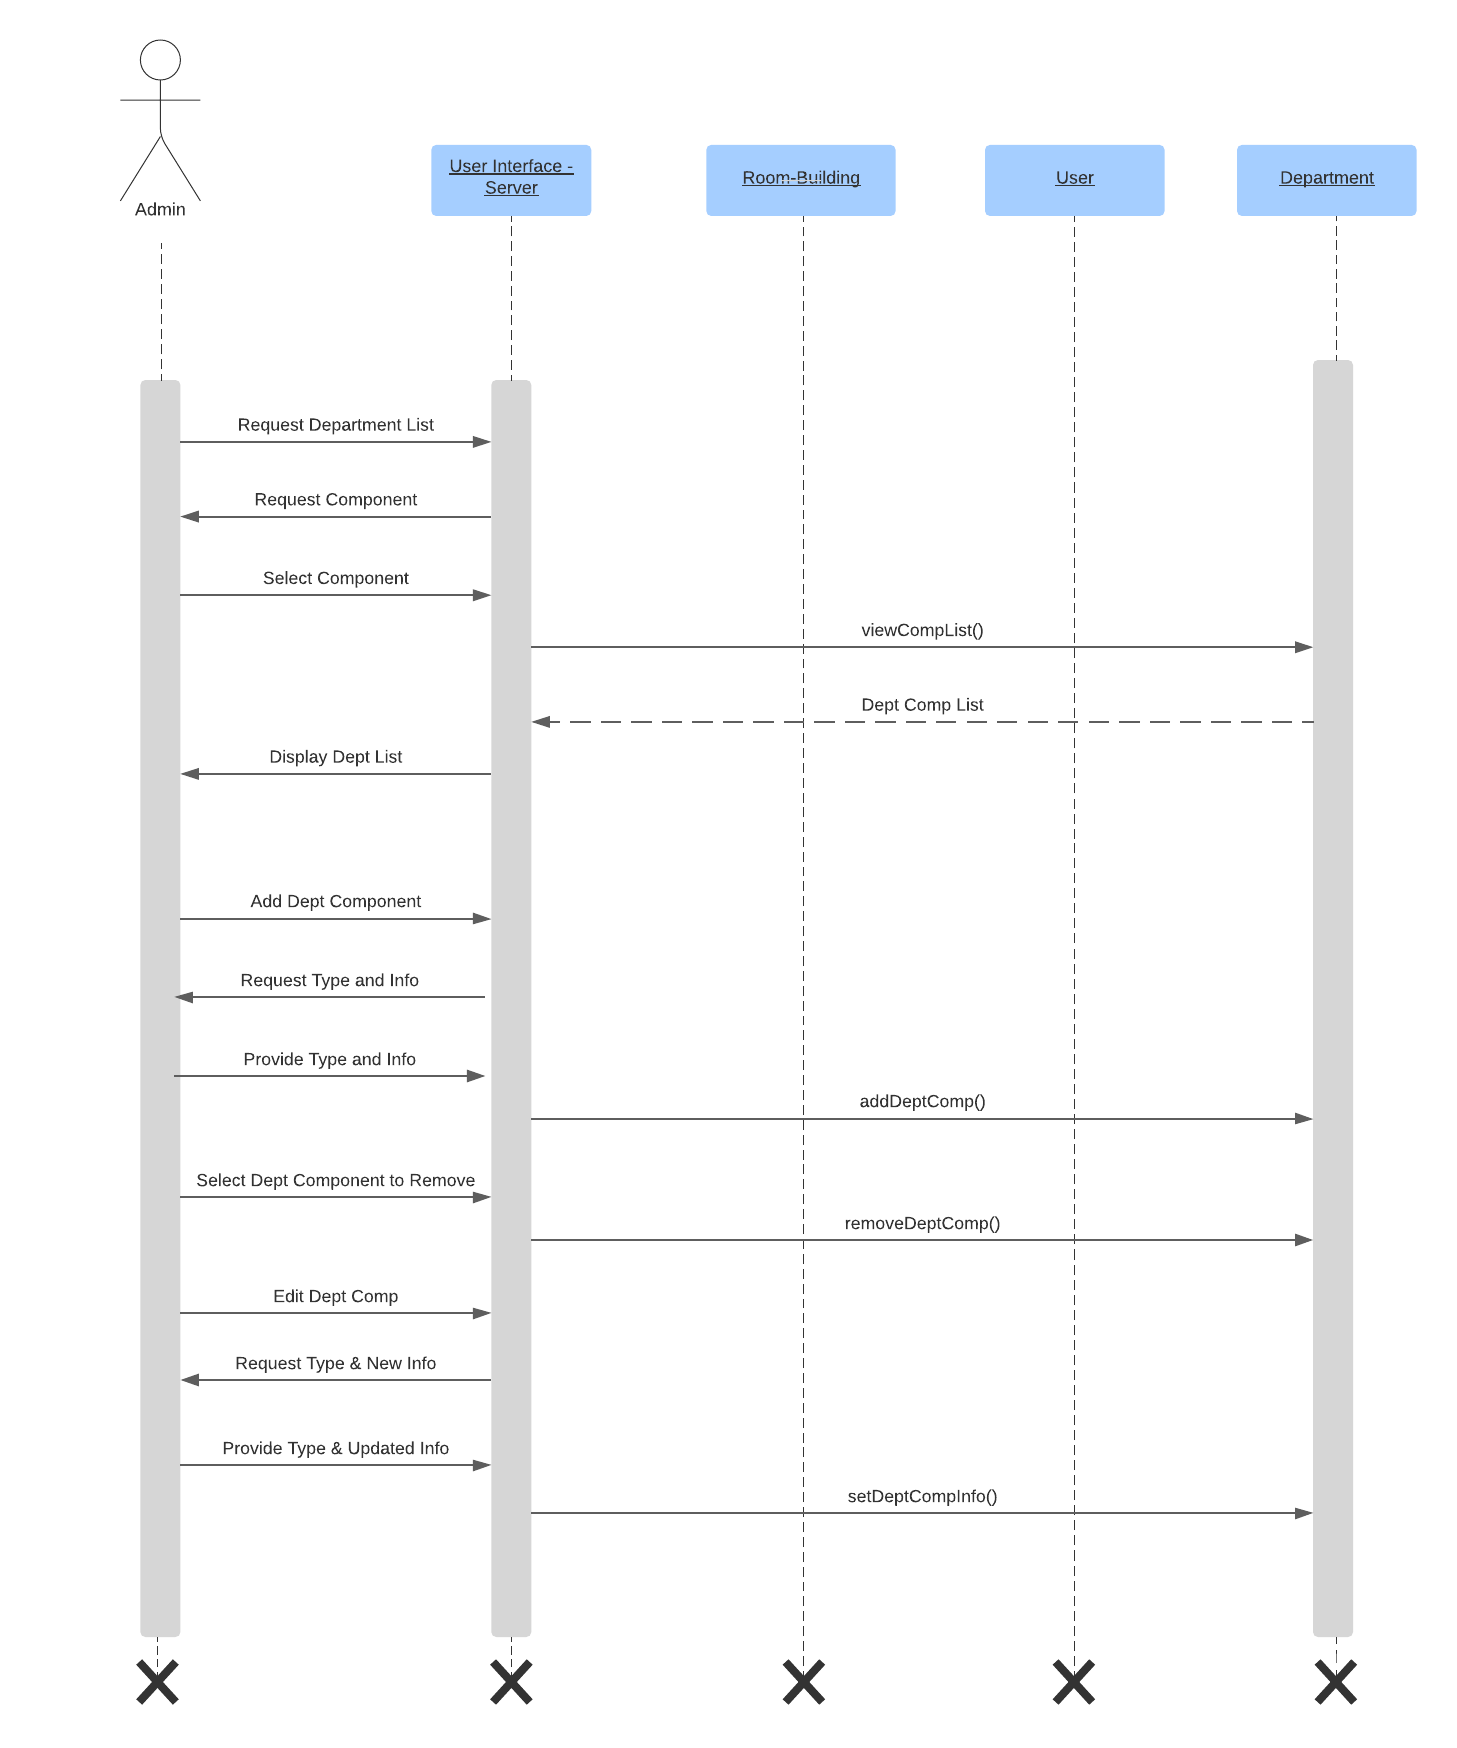 Admin
User Interface -
Server
Room-Building
User
Department
Request Department List
Request Component
Select Component
viewCompList()
Dept Comp List
Display Dept List
Add Dept Component
Request Type and Info
Provide Type and Info
addDeptComp()
Select Dept Component to Remove
removeDeptComp()
Edit Dept Comp
Request Type & New Info
Provide Type & Updated Info
setDeptCompInfo()